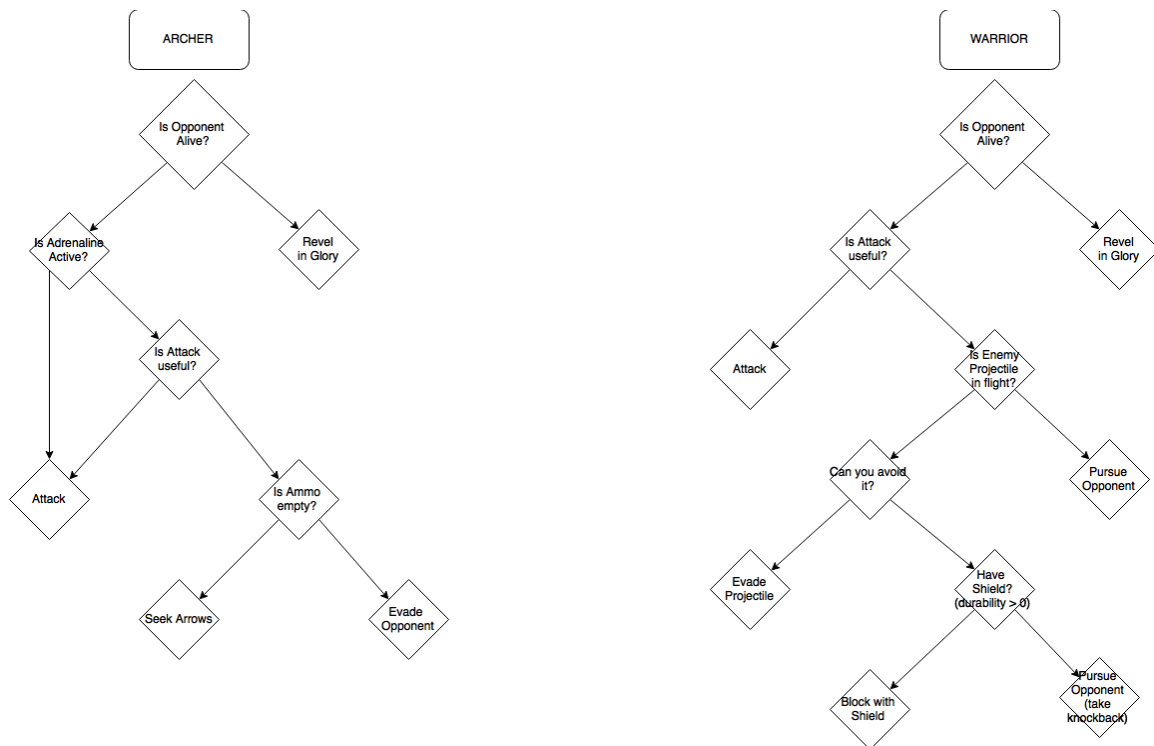 ARCHER
Is Opponent
Alive?
Is Adrenaline
Active?
Revel
in Glory
Is Attack
useful?
Attack
Is Ammo
empty?
Seek Arrows
Evade
Opponent
WARRIOR
Is Opponent
Alive?
Is Attack
useful?
Revel
in Glory
Attack
Is Enemy
Projectile
in flight?
Can you avoid
it?
Pursue
Opponent
Evade
Projectile
Have
Shield?
(durability > 0)
Block with
Shield
Pursue
Opponent
(take
knockback)